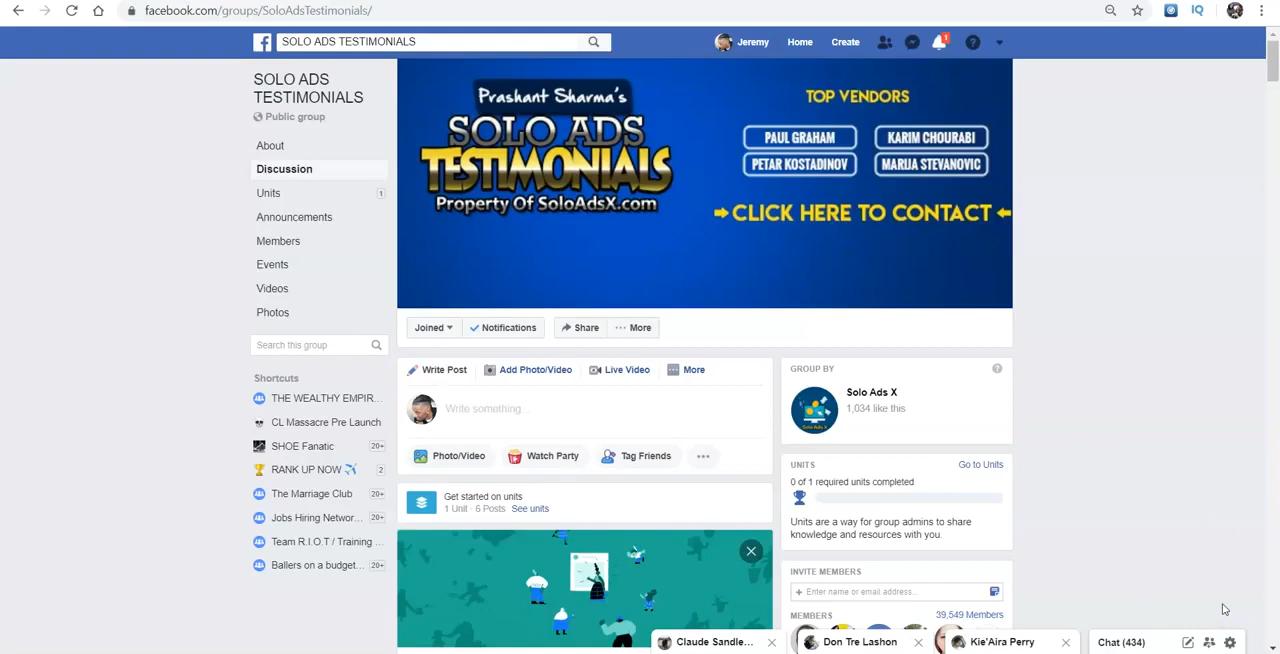 facebook.com/groups/SoloAdsTestimonials/
SOLO ADS TESTIMONIALS
Jeremy
Home
Create
1
SOLO ADS
TESTIMONIALS
Public group
About
Discussion
Units 1
Announcements
Members
Events
Videos
Photos
Search this group
Shortcuts
THE WEALTHY EMPIR...
CL Massacre Pre Launch
SHOE Fanatic 20+
RANK UP NOW 2
The Marriage Club 20+
Jobs Hiring Networ... 20+
Team R.I.O.T / Training ...
Ballers on a budget... 20+
Prashant Sharma's
SOLO ADS
TESTIMONIALS
Property Of SoloAdsX.com
TOP VENDORS
PAUL GRAHAM KARIM CHOURABI
PETAR KOSTADINOV MARIJA STEVANOVIC
CLICK HERE TO CONTACT
Joined Notifications Share More
Write Post Add Photo/Video Live Video More
Write something...
Photo/Video Watch Party Tag Friends
Get started on units
1 Unit · 6 Posts See units
GROUP BY
Solo Ads X
1,034 like this
UNITS Go to Units
0 of 1 required units completed
Units are a way for group admins to share
knowledge and resources with you.
INVITE MEMBERS
+ Enter name or email address...
MEMBERS 39,549 Members
Claude Sandle...
Don Tre Lashon
Kie'Aira Perry
Chat (434)
IQ